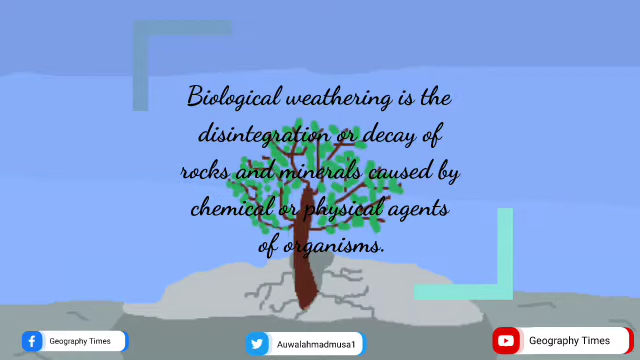 Biological weathering is the
disintegration or decay of
rocks and minerals caused by
chemical or physical agents
of organisms.
Geography Times
Auwalahmadmusa1
Geography Times